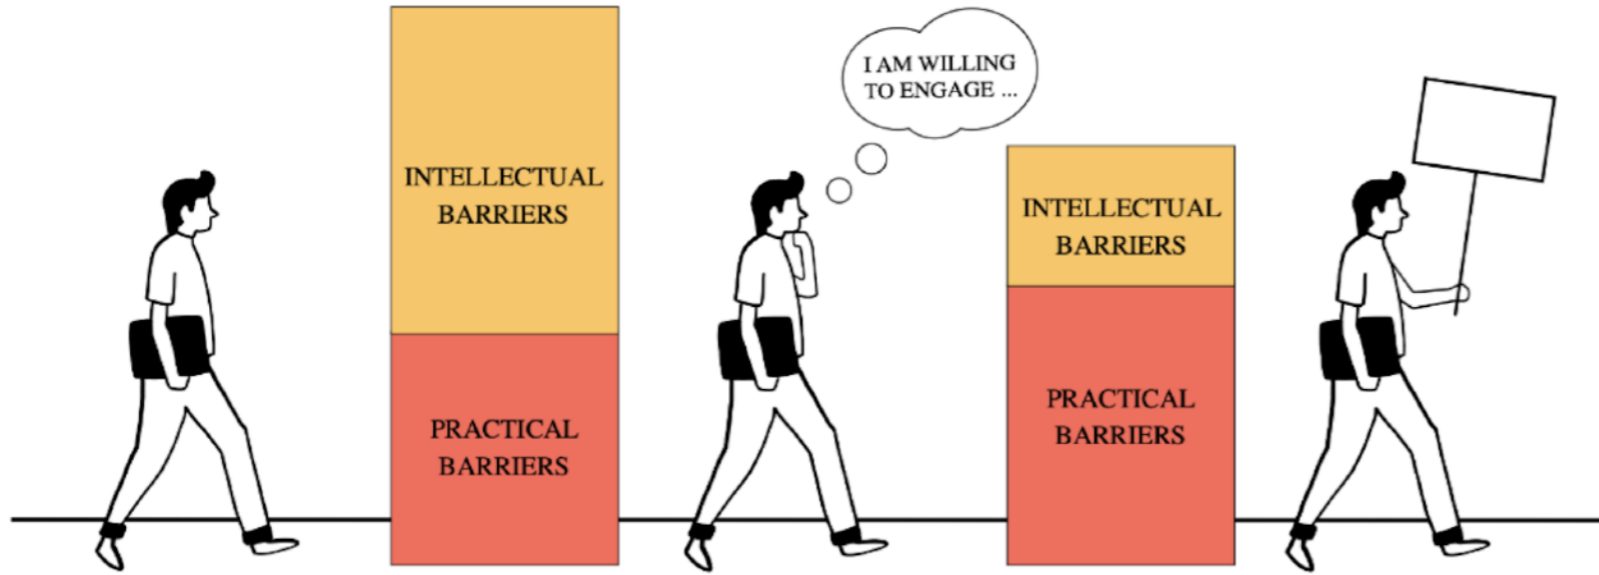 INTELLECTUAL
BARRIERS
PRACTICAL
BARRIERS
I AM WILLING
TO ENGAGE ...
INTELLECTUAL
BARRIERS
PRACTICAL
BARRIERS